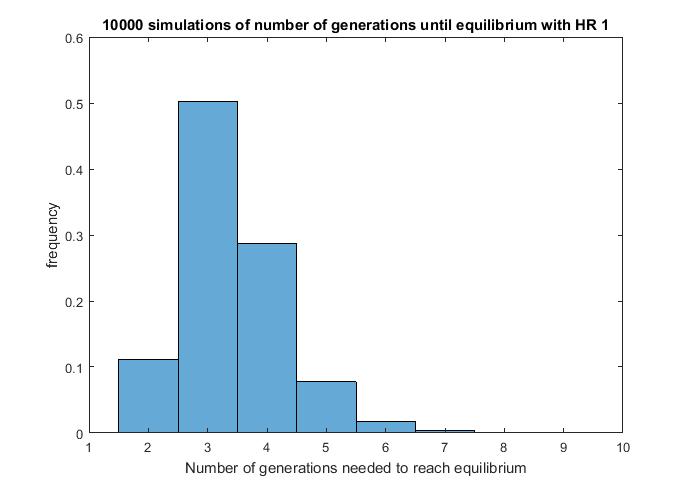 10000 simulations of number of generations until equilibrium with HR 1
0.6
0.5
0.4
0.3
0.2
0.1
0
frequency
1 2 3 4 5 6 7 8 9 10
Number of generations needed to reach equilibrium